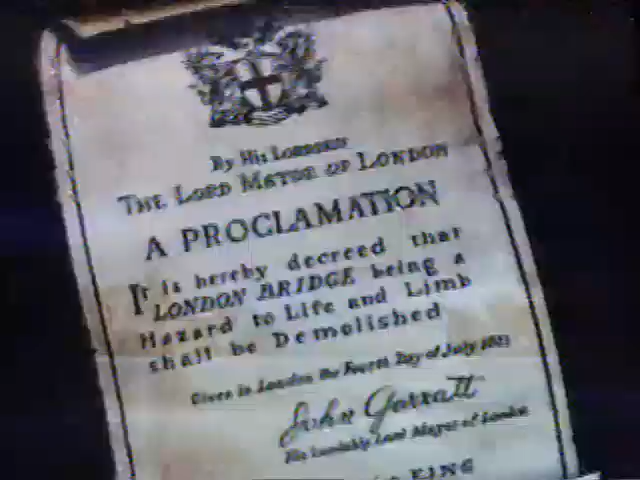 By His Lordship
THE LORD MAYOR OF LONDON
A PROCLAMATION
It is hereby decreed that
LONDON BRIDGE being a
Hazard to Life and Limb
shall be Demolished
Given in London the Fourth Day of July
John Garratt
His Lordship Lord Mayor of London
KING